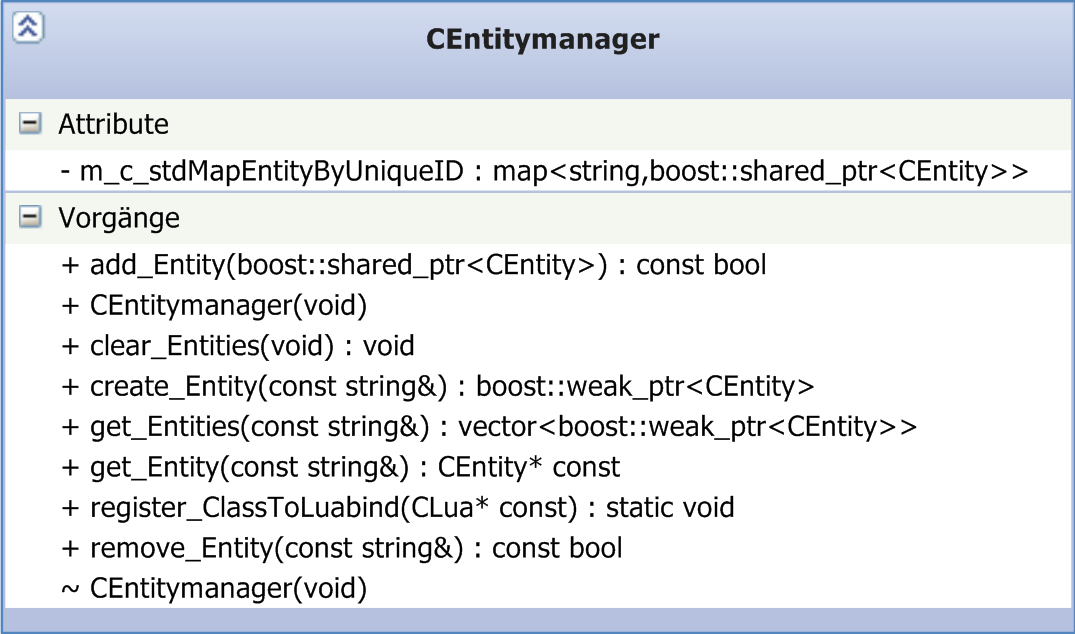 CEntitymanager
Attribute
- m_c_stdMapEntityByUniqueID : map<string,boost::shared_ptr<CEntity>>
Vorgänge
+ add_Entity(boost::shared_ptr<CEntity>) : const bool
+ CEntitymanager(void)
+ clear_Entities(void) : void
+ create_Entity(const string&) : boost::weak_ptr<CEntity>
+ get_Entities(const string&) : vector<boost::weak_ptr<CEntity>>
+ get_Entity(const string&) : CEntity* const
+ register_ClassToLuabind(CLua* const) : static void
+ remove_Entity(const string&) : const bool
~ CEntitymanager(void)